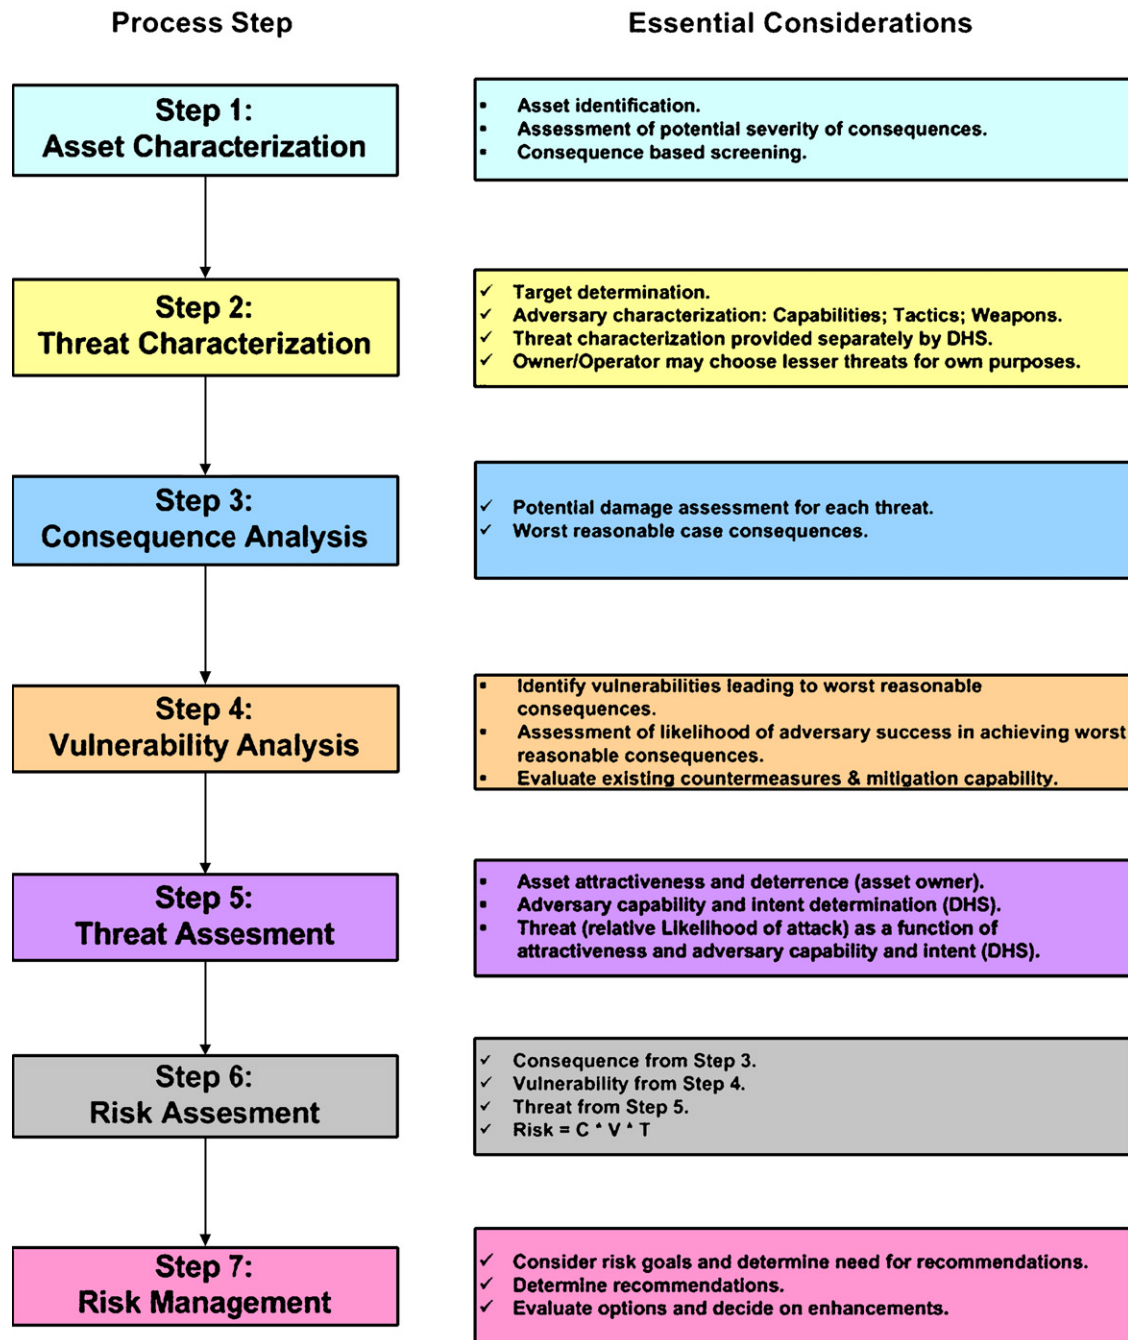 Process Step
Essential Considerations
Step 1:
Asset Characterization
Asset identification.
Assessment of potential severity of consequences.
Consequence based screening.
Step 2:
Threat Characterization
✓ Target determination.
✓ Adversary characterization: Capabilities; Tactics; Weapons.
✓ Threat characterization provided separately by DHS.
✓ Owner/Operator may choose lesser threats for own purposes.
Step 3:
Consequence Analysis
✓ Potential damage assessment for each threat.
✓ Worst reasonable case consequences.
Step 4:
Vulnerability Analysis
Identify vulnerabilities leading to worst reasonable
consequences.
Assessment of likelihood of adversary success in achieving worst
reasonable consequences.
Evaluate existing countermeasures & mitigation capability.
Step 5:
Threat Assesment
Asset attractiveness and deterrence (asset owner).
Adversary capability and intent determination (DHS).
Threat (relative Likelihood of attack) as a function of
attractiveness and adversary capability and intent (DHS).
Step 6:
Risk Assesment
✓ Consequence from Step 3.
✓ Vulnerability from Step 4.
✓ Threat from Step 5.
✓ Risk = C * V * T
Step 7:
Risk Management
✓ Consider risk goals and determine need for recommendations.
✓ Determine recommendations.
✓ Evaluate options and decide on enhancements.